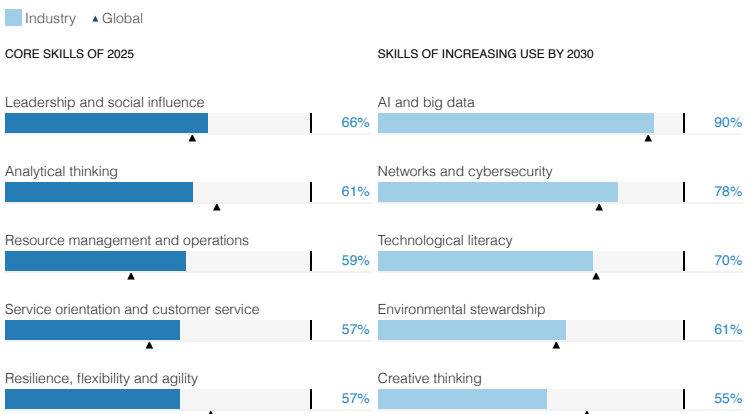 Industry Global
CORE SKILLS OF 2025
Leadership and social influence
66%
Analytical thinking
61%
Resource management and operations
59%
Service orientation and customer service
57%
Resilience, flexibility and agility
57%
SKILLS OF INCREASING USE BY 2030
AI and big data
90%
Networks and cybersecurity
78%
Technological literacy
70%
Environmental stewardship
61%
Creative thinking
55%